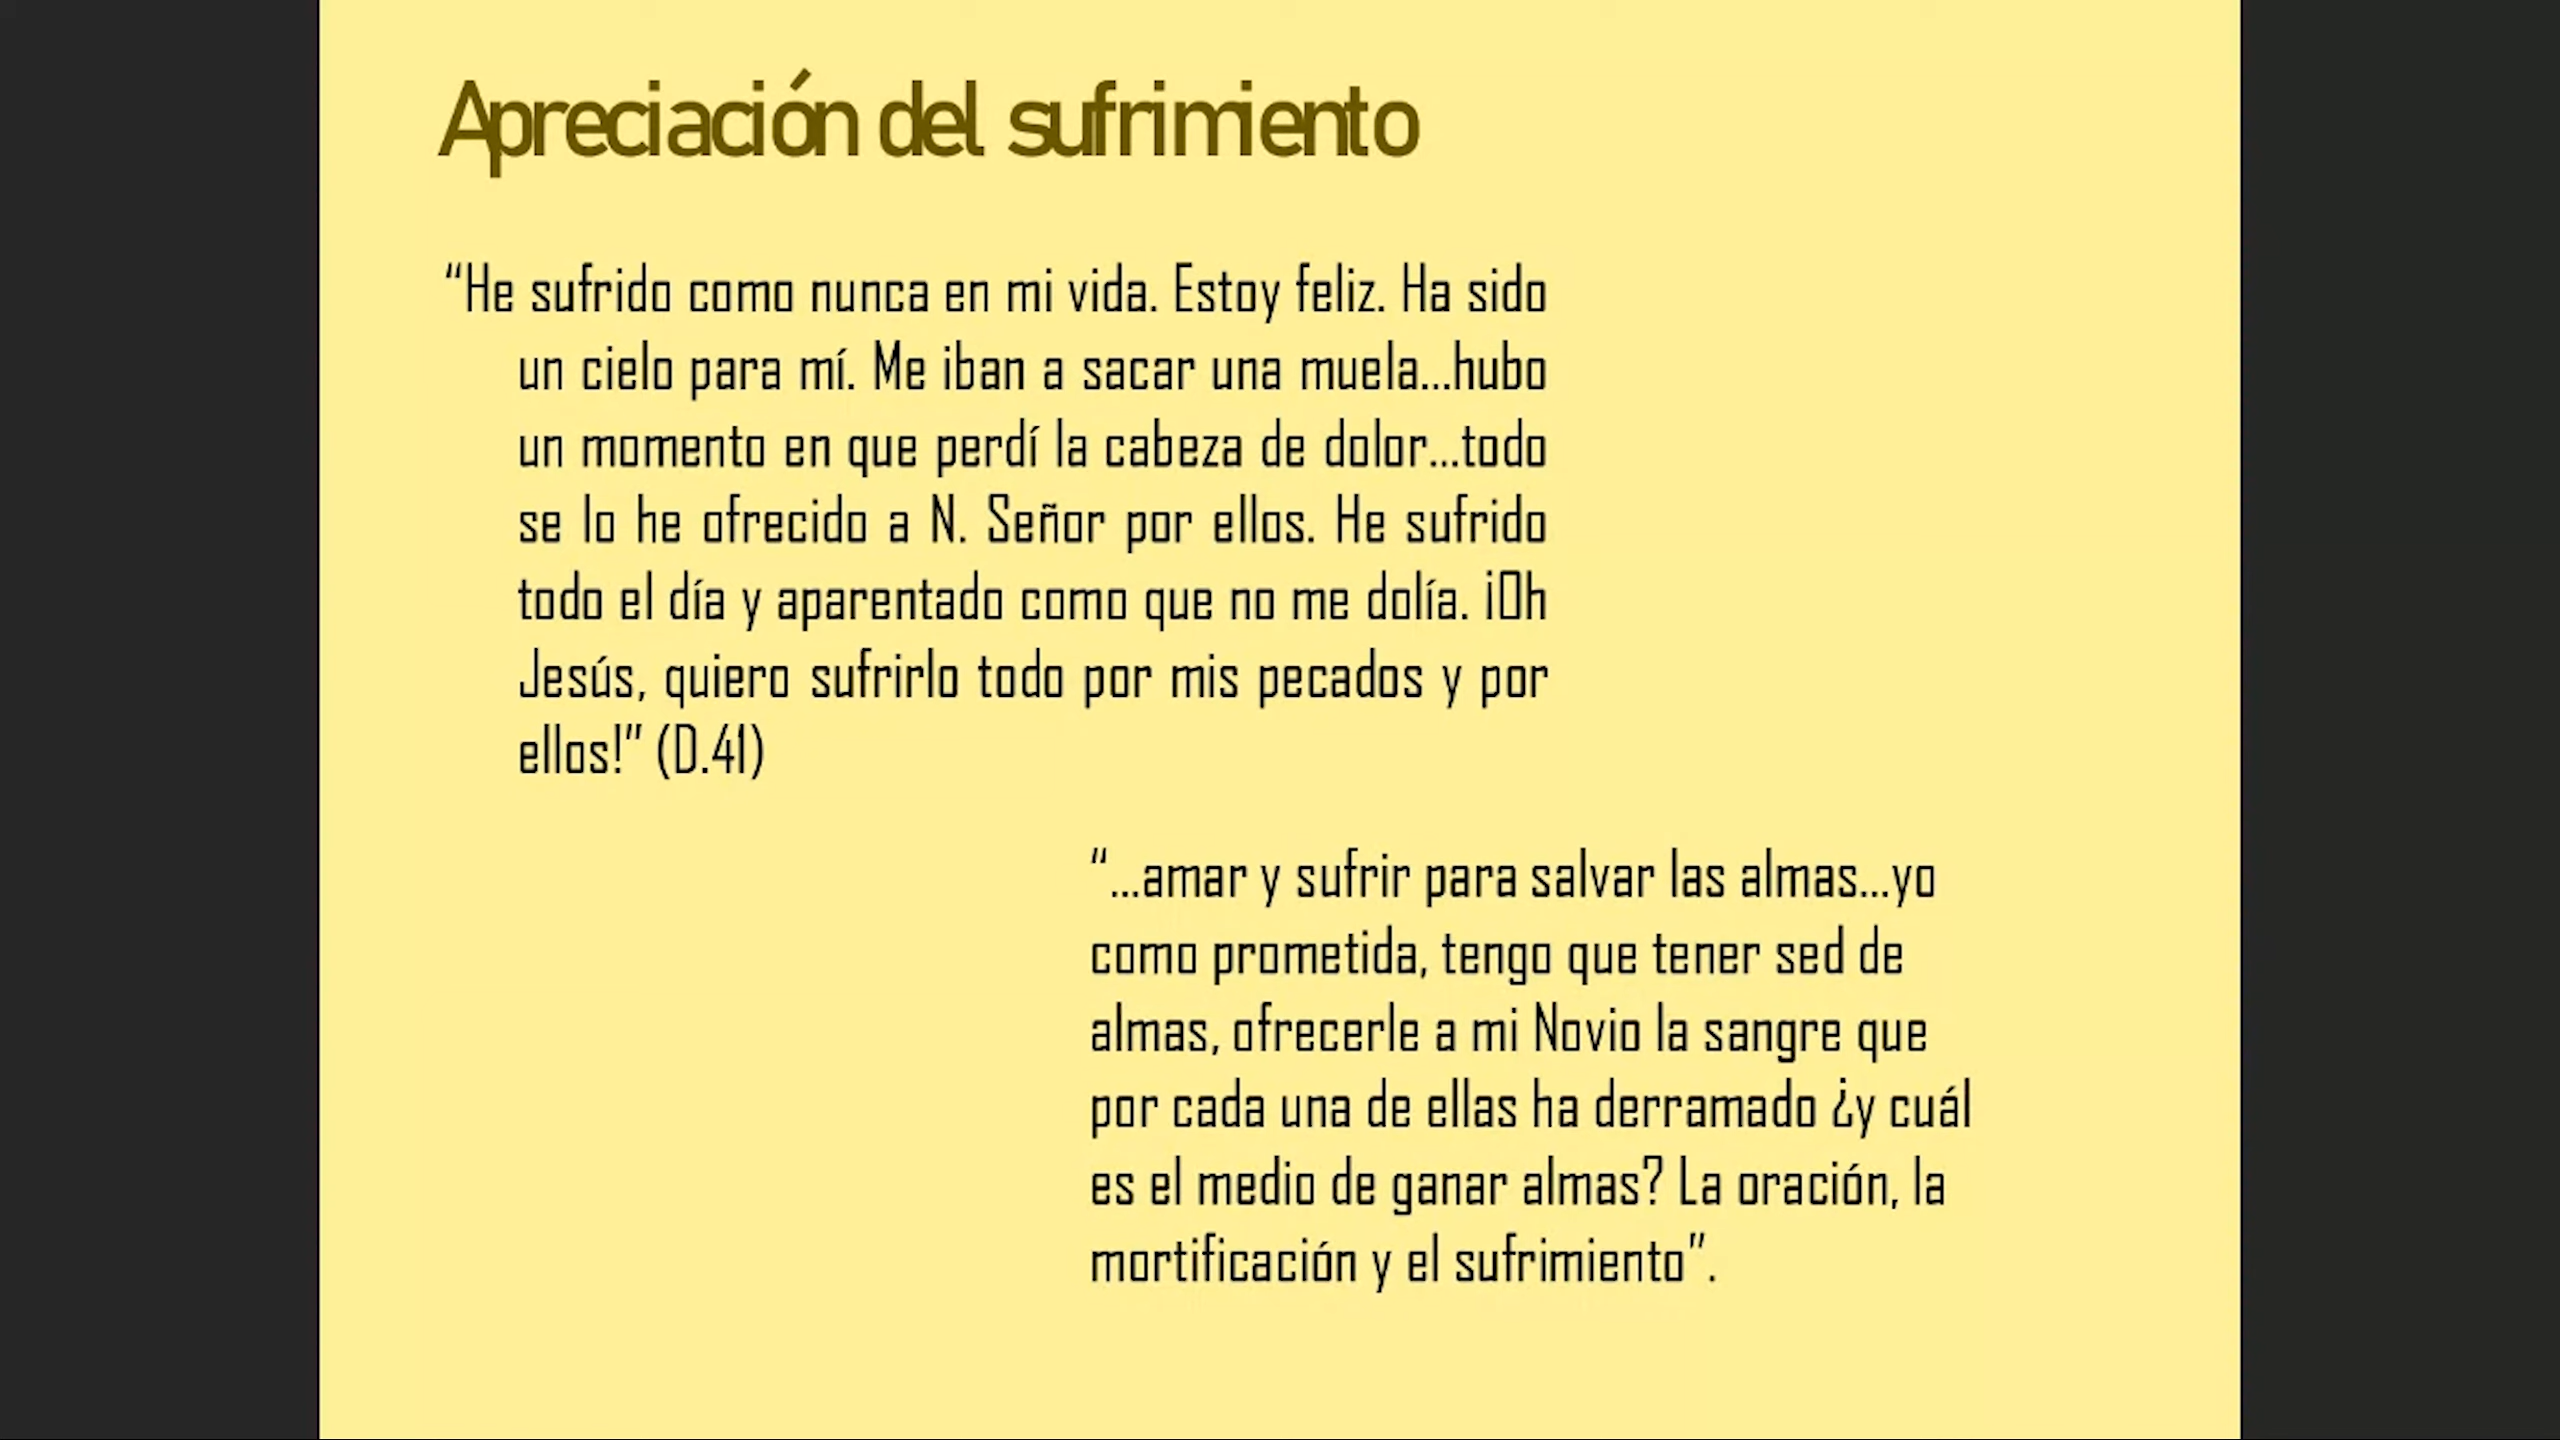 Apreciación del sufrimiento
“He sufrido como nunca en mi vida. Estoy feliz. Ha sido
un cielo para mí. Me iban a sacar una muela...hubo
un momento en que perdí la cabeza de dolor...todo
se lo he ofrecido a N. Señor por ellos. He sufrido
todo el día y aparentado como que no me dolía. ¡Oh
Jesús, quiero sufrirlo todo por mis pecados y por
ellos!” (D.41)
“...amar y sufrir para salvar las almas...yo
como prometida, tengo que tener sed de
almas, ofrecerle a mi Novio la sangre que
por cada una de ellas ha derramado ¿y cuál
es el medio de ganar almas? La oración, la
mortificación y el sufrimiento”.